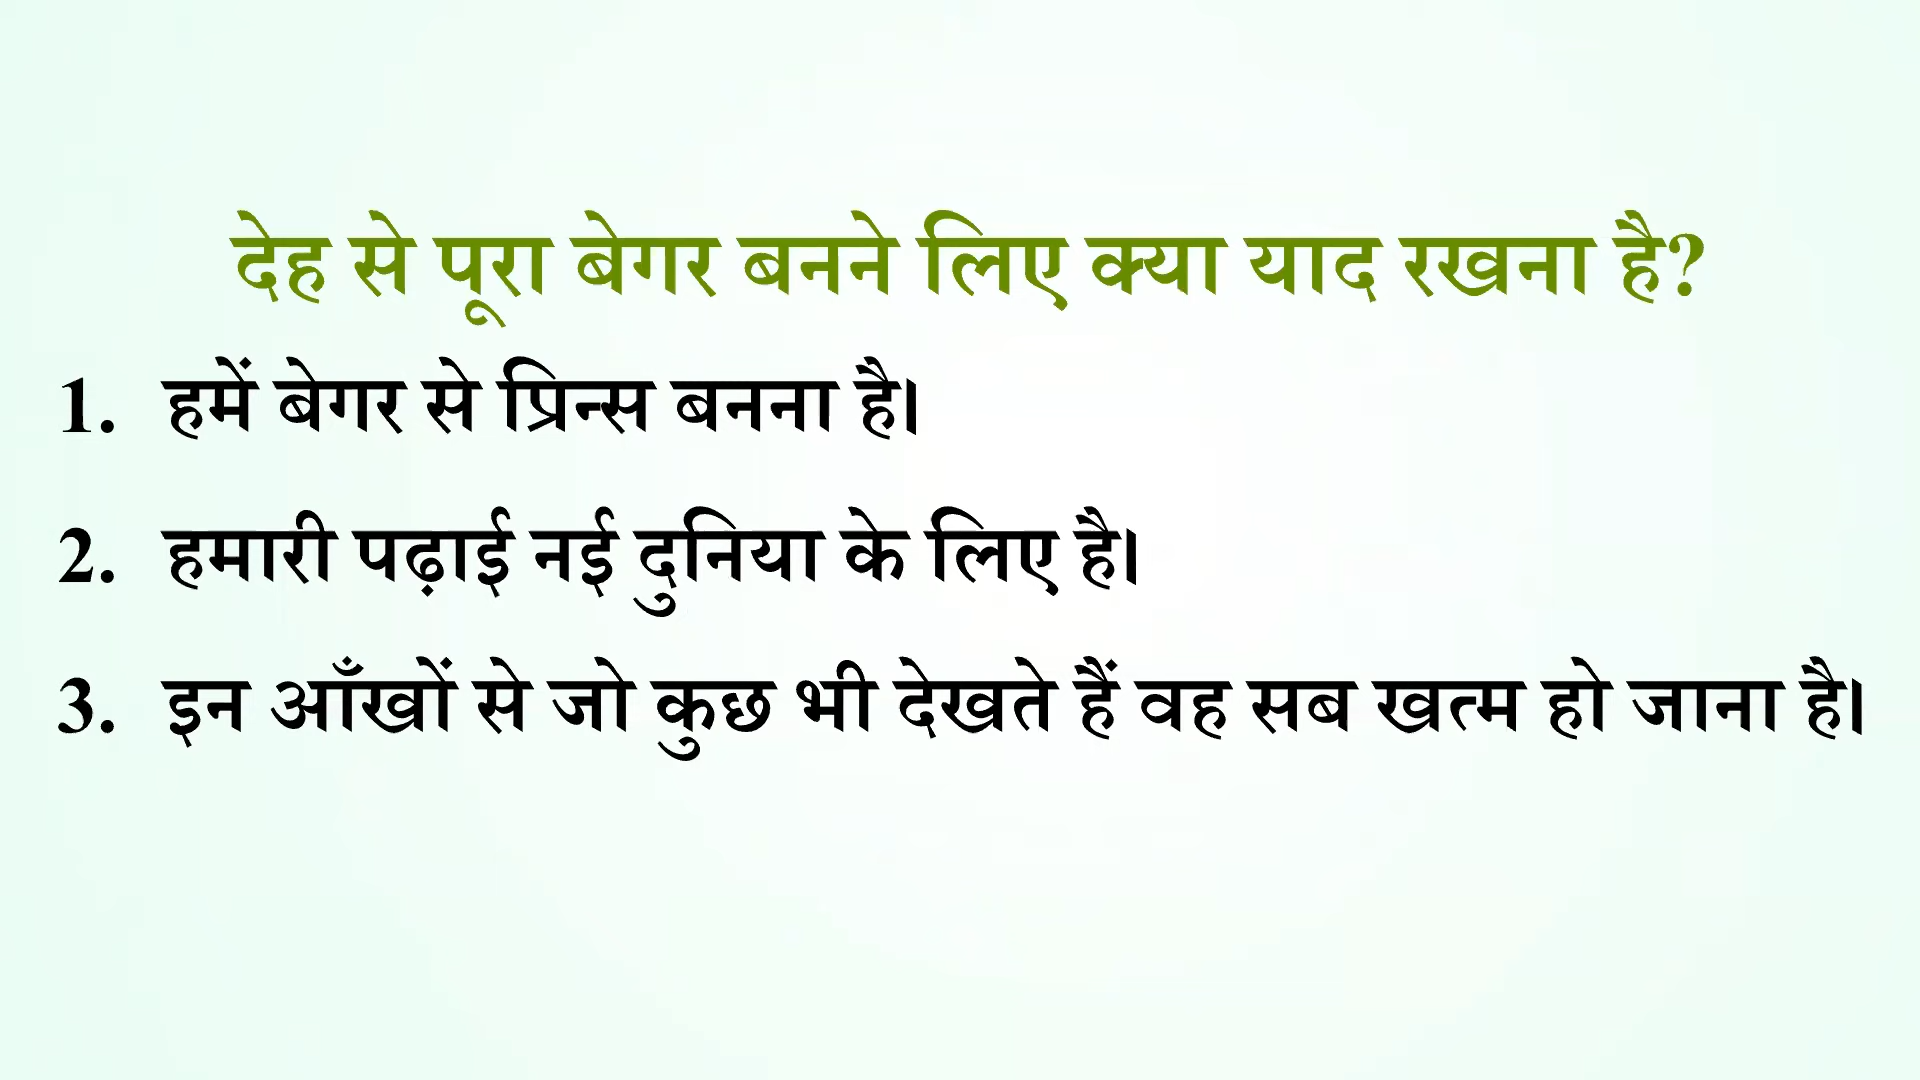 देह से पूरा बेगर बनने लिए क्या याद रखना है?
1. हमें बेगर से प्रिन्स बनना है।
2. हमारी पढ़ाई नई दुनिया के लिए है।
3. इन आँखों से जो कुछ भी देखते हैं वह सब खत्म हो जाना है।